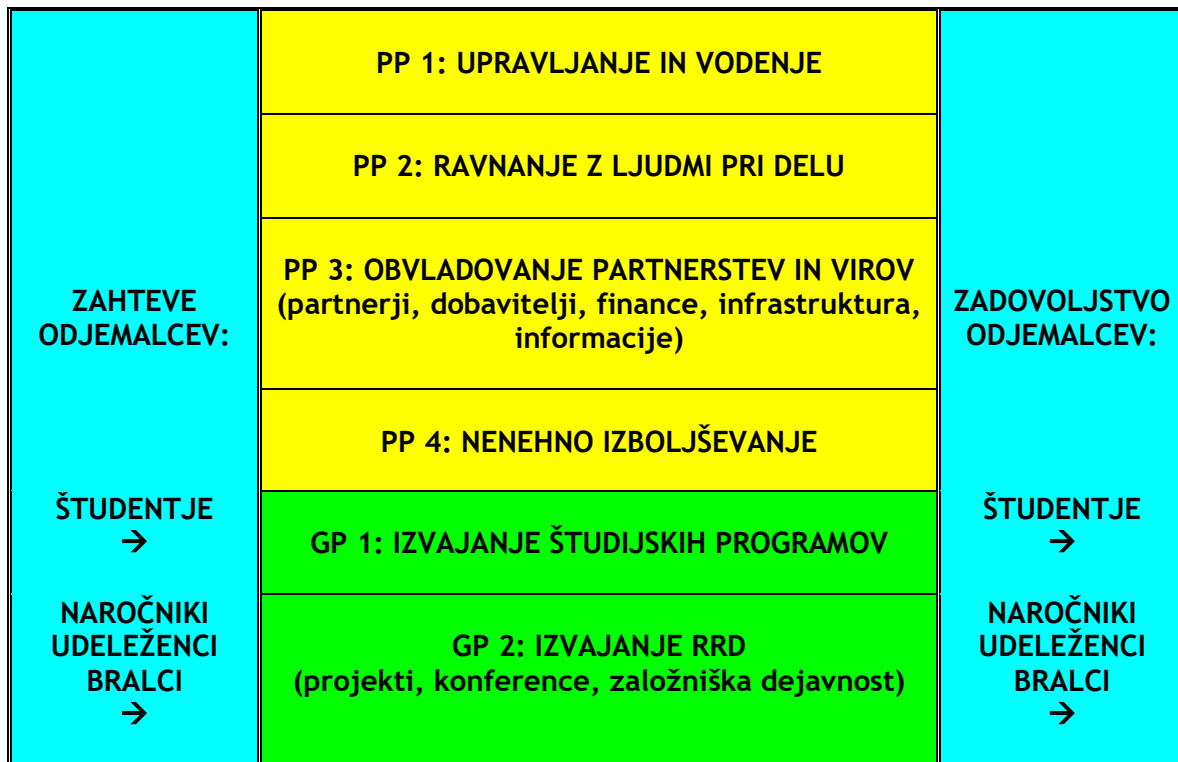 ZAHTEVE
ODJEMALCEV:
ŠTUDENTJE
→
NAROČNIKI
UDELEŽENCI
BRALCI
→
PP 1: UPRAVLJANJE IN VODENJE
PP 2: RAVNANJE Z LJUDMI PRI DELU
PP 3: OBVLADOVANJE PARTNERSTEV IN VIROV
(partnerji, dobavitelji, finance, infrastruktura,
informacije)
PP 4: NENEHNO IZBOLJŠEVANJE
GP 1: IZVAJANJE ŠTUDIJSKIH PROGRAMOV
GP 2: IZVAJANJE RRD
(projekti, konference, založniška dejavnost)
ZADOVOLJSTVO
ODJEMALCEV:
ŠTUDENTJE
→
NAROČNIKI
UDELEŽENCI
BRALCI
→